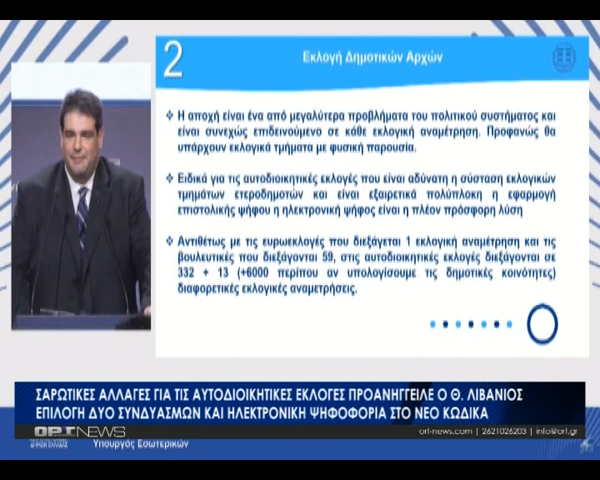 2
Εκλογή Δημοτικών Αρχών
❖ Η αποχή είναι ένα από μεγαλύτερα προβλήματα του πολιτικού συστήματος και
είναι συνεχώς επιδεινούμενο σε κάθε εκλογική αναμέτρηση. Προφανώς θα
υπάρχουν εκλογικά τμήματα με φυσική παρουσία.
❖ Ειδικά για τις αυτοδιοικητικές εκλογές που είναι αδύνατη η σύσταση εκλογικών
τμημάτων ετεροδημοτών και είναι εξαιρετικά πολύπλοκη η εφαρμογή
επιστολικής ψήφου η ηλεκτρονική ψήφος είναι η πλέον πρόσφορη λύση
❖ Αντιθέτως με τις ευρωεκλογές που διεξάγεται 1 εκλογική αναμέτρηση και τις
βουλευτικές που διεξάγονται 59, στις αυτοδιοικητικές εκλογές διεξάγονται σε
332 + 13 (+6000 περίπου αν υπολογίσουμε τις δημοτικές κοινότητες)
διαφορετικές εκλογικές αναμετρήσεις.
ΣΑΡΩΤΙΚΕΣ ΑΛΛΑΓΕΣ ΓΙΑ ΤΙΣ ΑΥΤΟΔΙΟΙΚΗΤΙΚΕΣ ΕΚΛΟΓΕΣ ΠΡΟΑΝΗΓΓΕΙΛΕ Ο Θ. ΛΙΒΑΝΙΟΣ
ΕΠΙΛΟΓΗ ΔΥΟ ΣΥΝΔΥΑΣΜΩΝ ΚΑΙ ΗΛΕΚΤΡΟΝΙΚΗ ΨΗΦΟΦΟΡΙΑ ΣΤΟ ΝΕΟ ΚΩΔΙΚΑ
ORT NEWS
ort-news.com | 2621026203 | info@ort.gr
Υπουργός Εσωτερικών